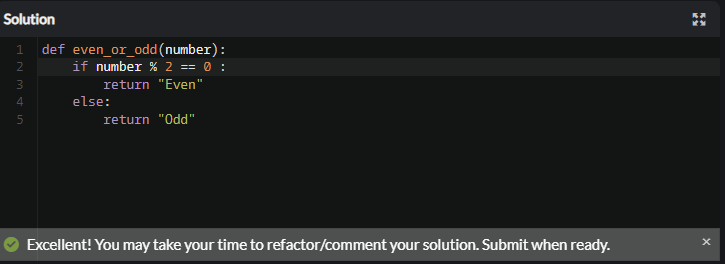 Solution
1 def even_or_odd(number):
2     if number % 2 == 0 :
3         return "Even"
4     else:
5         return "Odd"
Excellent! You may take your time to refactor/comment your solution. Submit when ready. ×